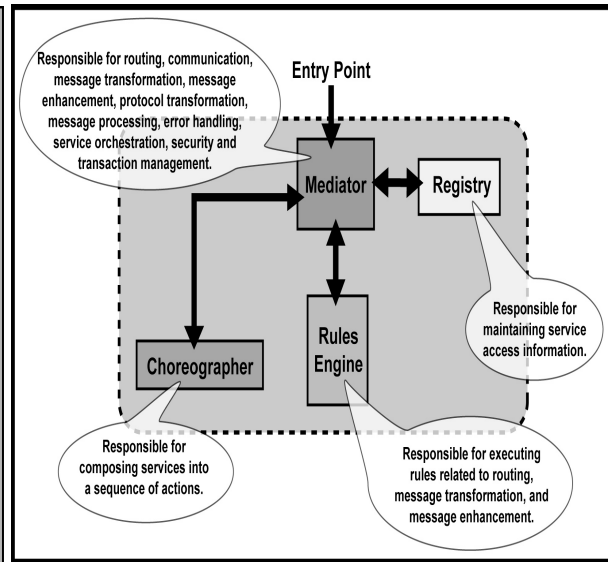 Responsible for routing, communication,
message transformation, message
enhancement, protocol transformation,
message processing, error handling,
service orchestration, security and
transaction management.
Entry Point
Mediator
Registry
Responsible for
maintaining service
access information.
Choreographer
Rules
Engine
Responsible for
composing services into
a sequence of actions.
Responsible for executing
rules related to routing,
message transformation, and
message enhancement.